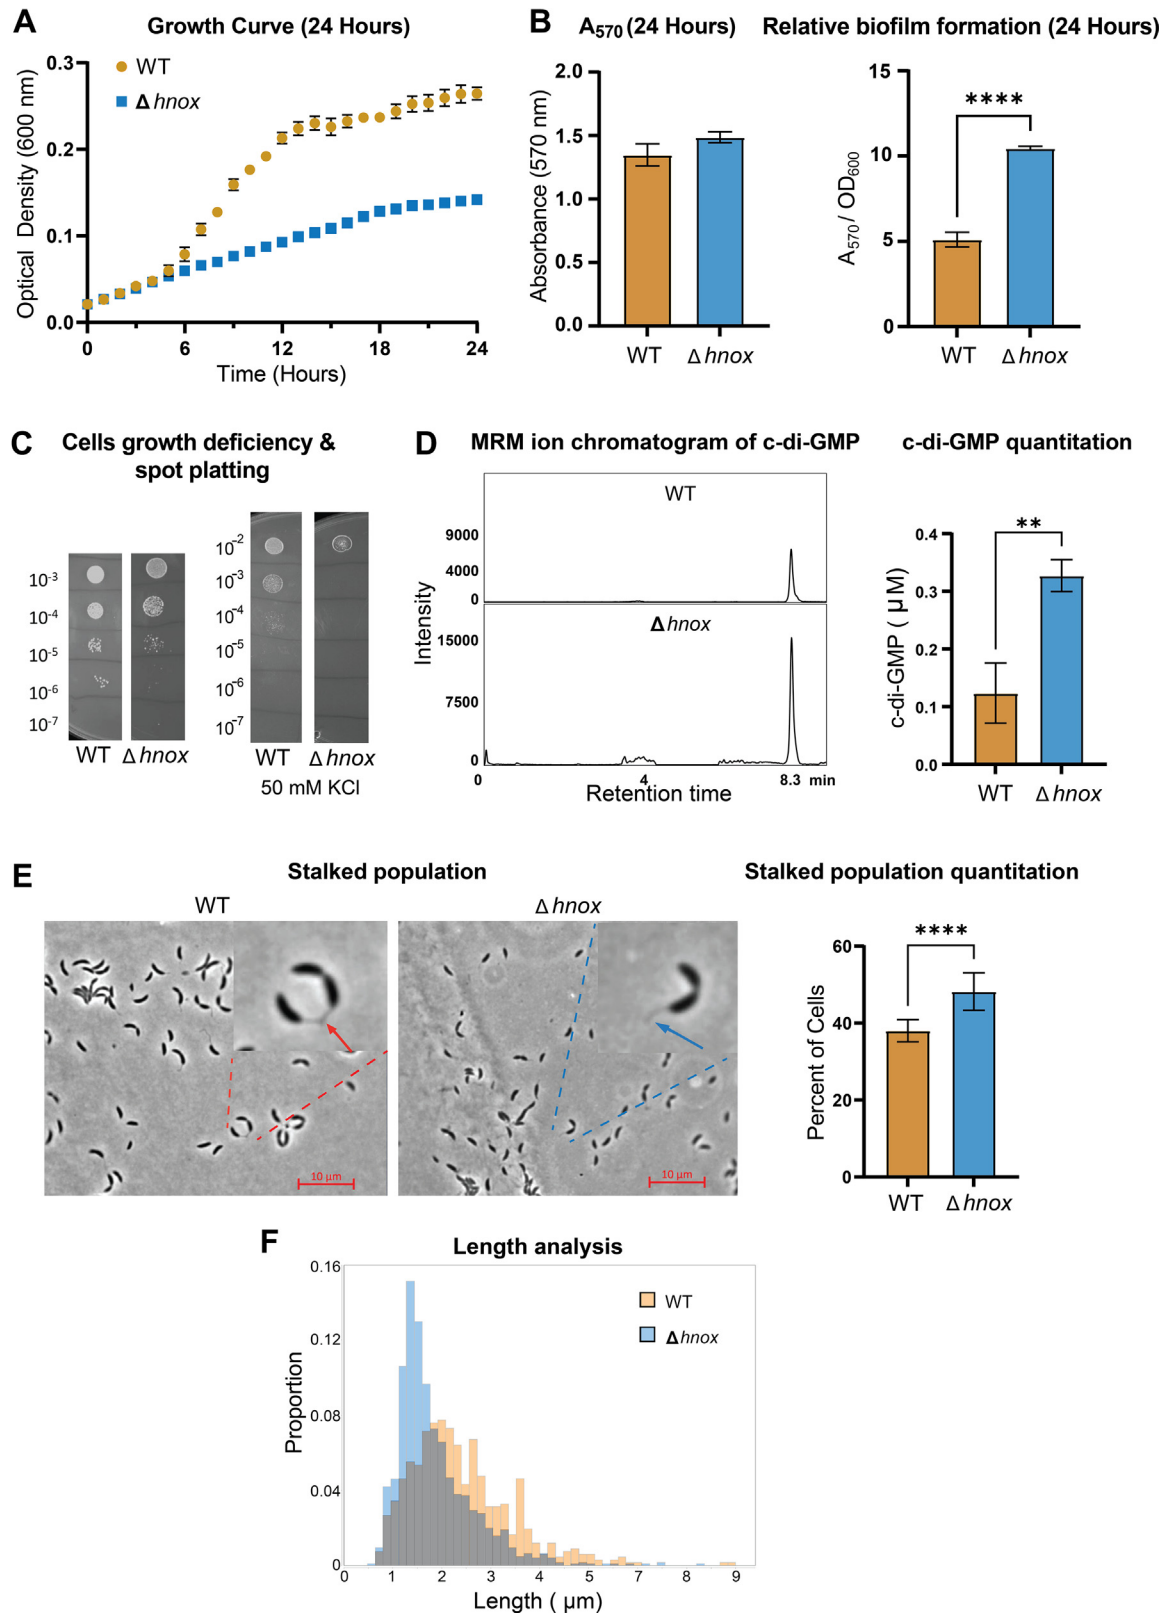 A
Growth Curve (24 Hours)
WT
Δ hnox
Optical Density (600 nm)
0.3
0.2
0.1
0.0
0 6 12 18 24
Time (Hours)
B
A570 (24 Hours)
Absorbance (570 nm)
2.0
1.5
1.0
0.5
0.0
WT Δ hnox
Relative biofilm formation (24 Hours)
A570 / OD600
15
10
5
0
****
WT Δ hnox
C
Cells growth deficiency &
spot platting
10-3
10-4
10-5
10-6
10-7
WT Δ hnox
10-2
10-3
10-4
10-5
10-6
10-7
WT Δ hnox
50 mM KCl
D
MRM ion chromatogram of c-di-GMP
Intensity
WT
9000
4000
0
Δ hnox
15000
7500
0
0 4 8.3 min
Retention time
c-di-GMP quantitation
c-di-GMP ( μM)
0.4
0.3
0.2
0.1
0.0
**
WT Δ hnox
E
Stalked population
WT
Δ hnox
10 μm
10 μm
Stalked population quantitation
Percent of Cells
60
40
20
0
****
WT Δ hnox
F
Length analysis
Proportion
0.16
0.12
0.08
0.04
0
WT
Δ hnox
0 1 2 3 4 5 6 7 8 9
Length ( μm)